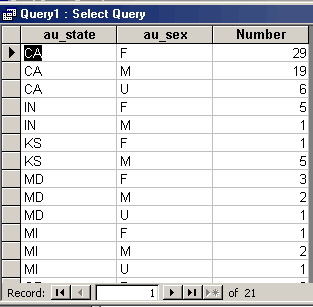 Query1 : Select Query
au_state au_sex Number
CA F 29
CA M 19
CA U 6
IN F 5
IN M 1
KS F 1
KS M 5
MD F 3
MD M 2
MD U 1
MI F 1
MI M 2
MI U 1
Record: 1 of 21